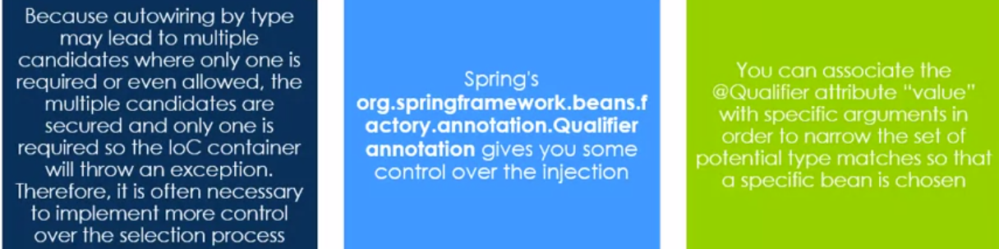 Because autowiring by type
may lead to multiple
candidates where only one is
required or even allowed, the
multiple candidates are
secured and only one is
required so the IoC container
will throw an exception.
Therefore, it is often necessary
to implement more control
over the selection process
Spring's
org.springframework.beans.f
actory.annotation.Qualifier
annotation gives you some
control over the injection
You can associate the
@Qualifier attribute “value”
with specific arguments in
order to narrow the set of
potential type matches so that
a specific bean is chosen